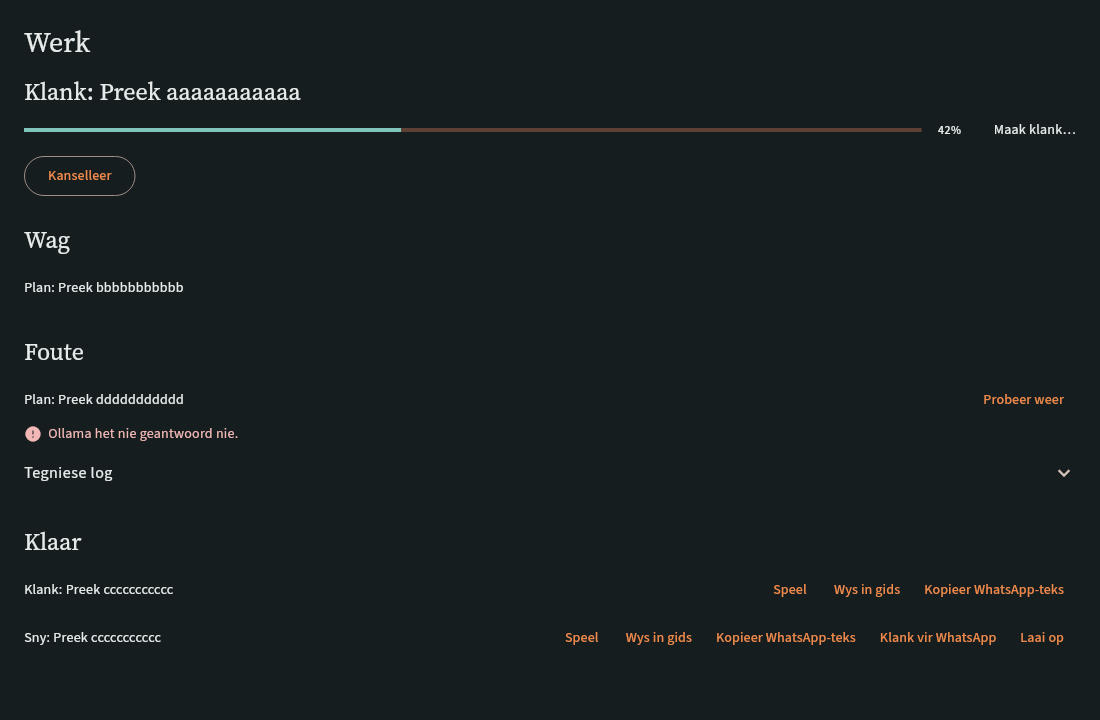 Werk
Klank: Preek aaaaaaaaaaa
42% Maak klank…
Kanselleer
Wag
Plan: Preek bbbbbbbbbbb
Foute
Plan: Preek ddddddddddd Probeer weer
Ollama het nie geantwoord nie.
Tegniese log
Klaar
Klank: Preek ccccccccccc Speel Wys in gids Kopieer WhatsApp-teks
Sny: Preek ccccccccccc Speel Wys in gids Kopieer WhatsApp-teks Klank vir WhatsApp Laai op